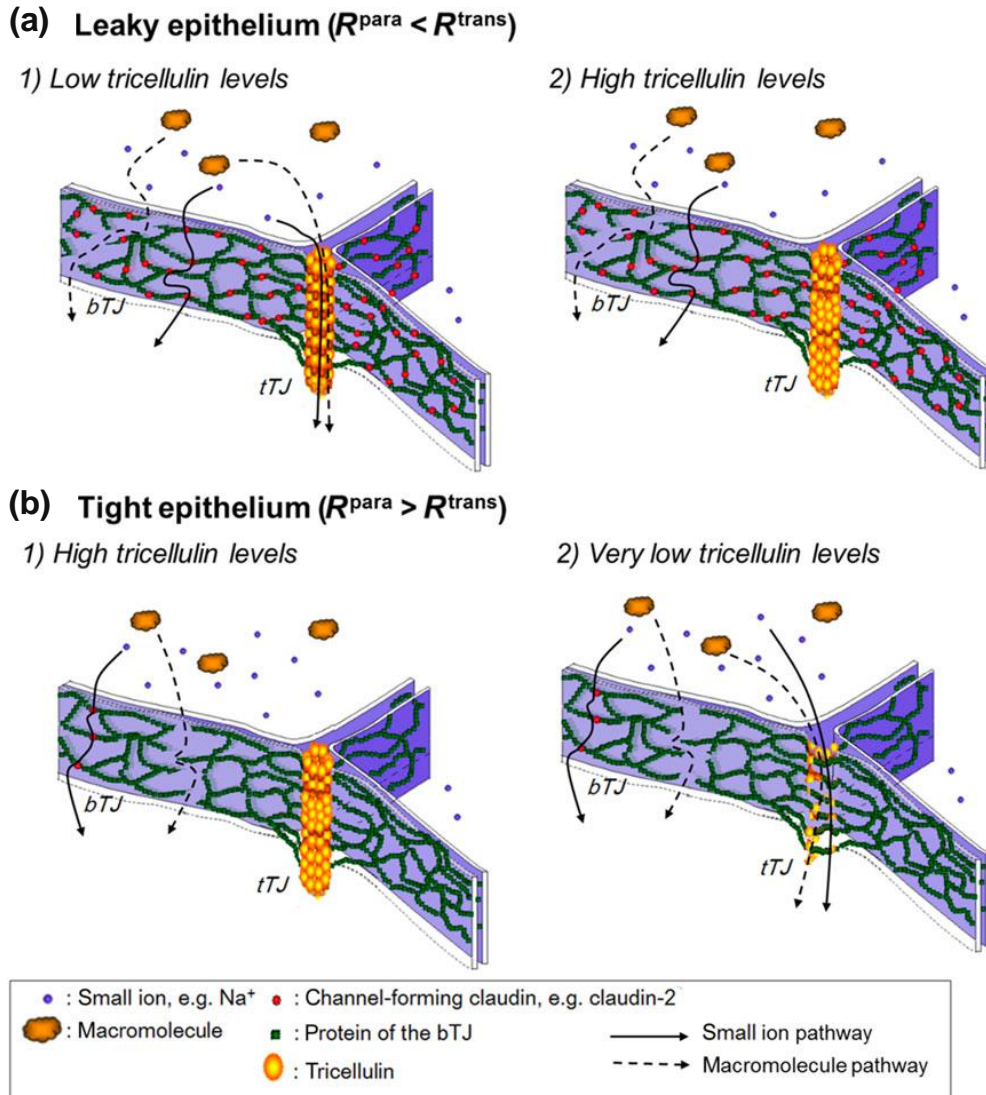 (a) Leaky epithelium (Rpara < Rtrans)
1) Low tricellulin levels
2) High tricellulin levels
bTJ
tTJ
bTJ
tTJ
(b) Tight epithelium (Rpara > Rtrans)
1) High tricellulin levels
2) Very low tricellulin levels
bTJ
tTJ
bTJ
tTJ
: Small ion, e.g. Na+
: Channel-forming claudin, e.g. claudin-2
: Macromolecule
: Protein of the bTJ
Small ion pathway
: Tricellulin
Macromolecule pathway